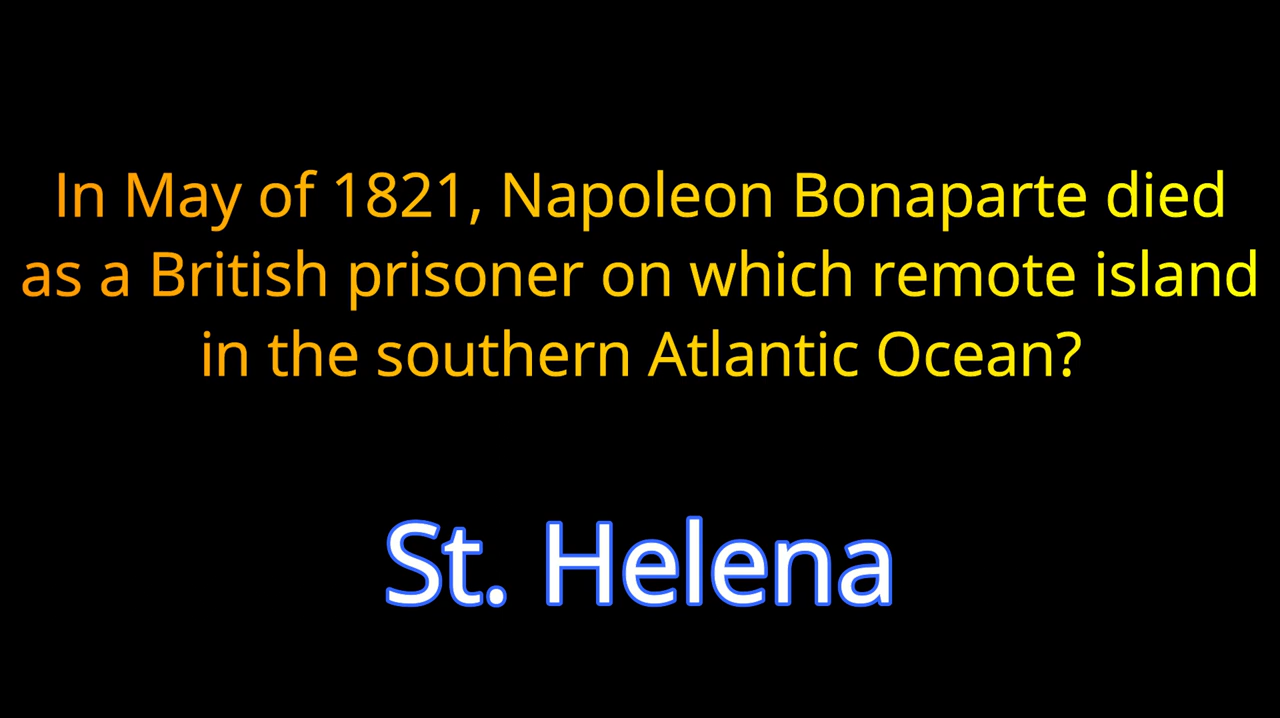 In May of 1821, Napoleon Bonaparte died
as a British prisoner on which remote island
in the southern Atlantic Ocean?
St. Helena